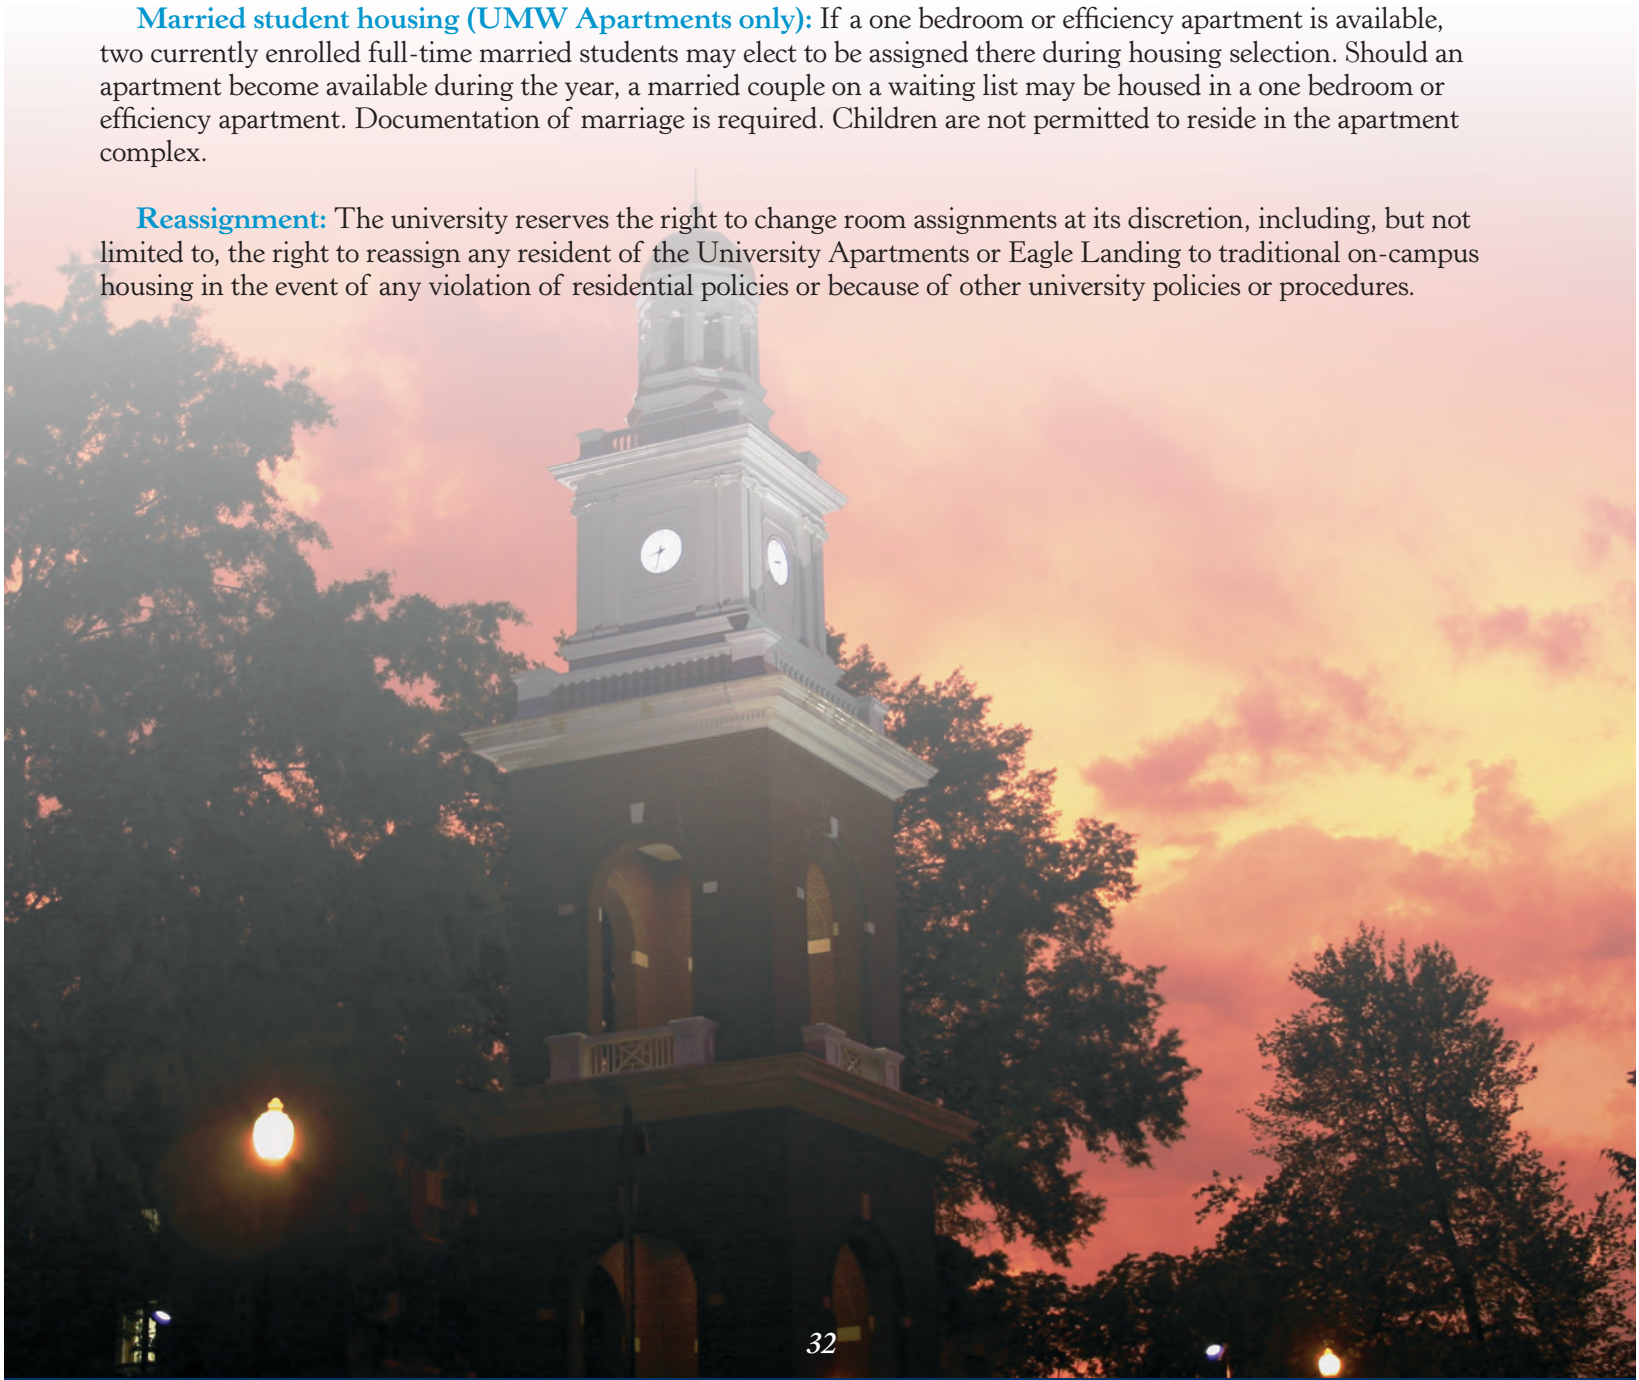 Married student housing (UMW Apartments only): If a one bedroom or efficiency apartment is available,
two currently enrolled full-time married students may elect to be assigned there during housing selection. Should an
apartment become available during the year, a married couple on a waiting list may be housed in a one bedroom or
efficiency apartment. Documentation of marriage is required. Children are not permitted to reside in the apartment
complex.
Reassignment: The university reserves the right to change room assignments at its discretion, including, but not
limited to, the right to reassign any resident of the University Apartments or Eagle Landing to traditional on-campus
housing in the event of any violation of residential policies or because of other university policies or procedures.
32